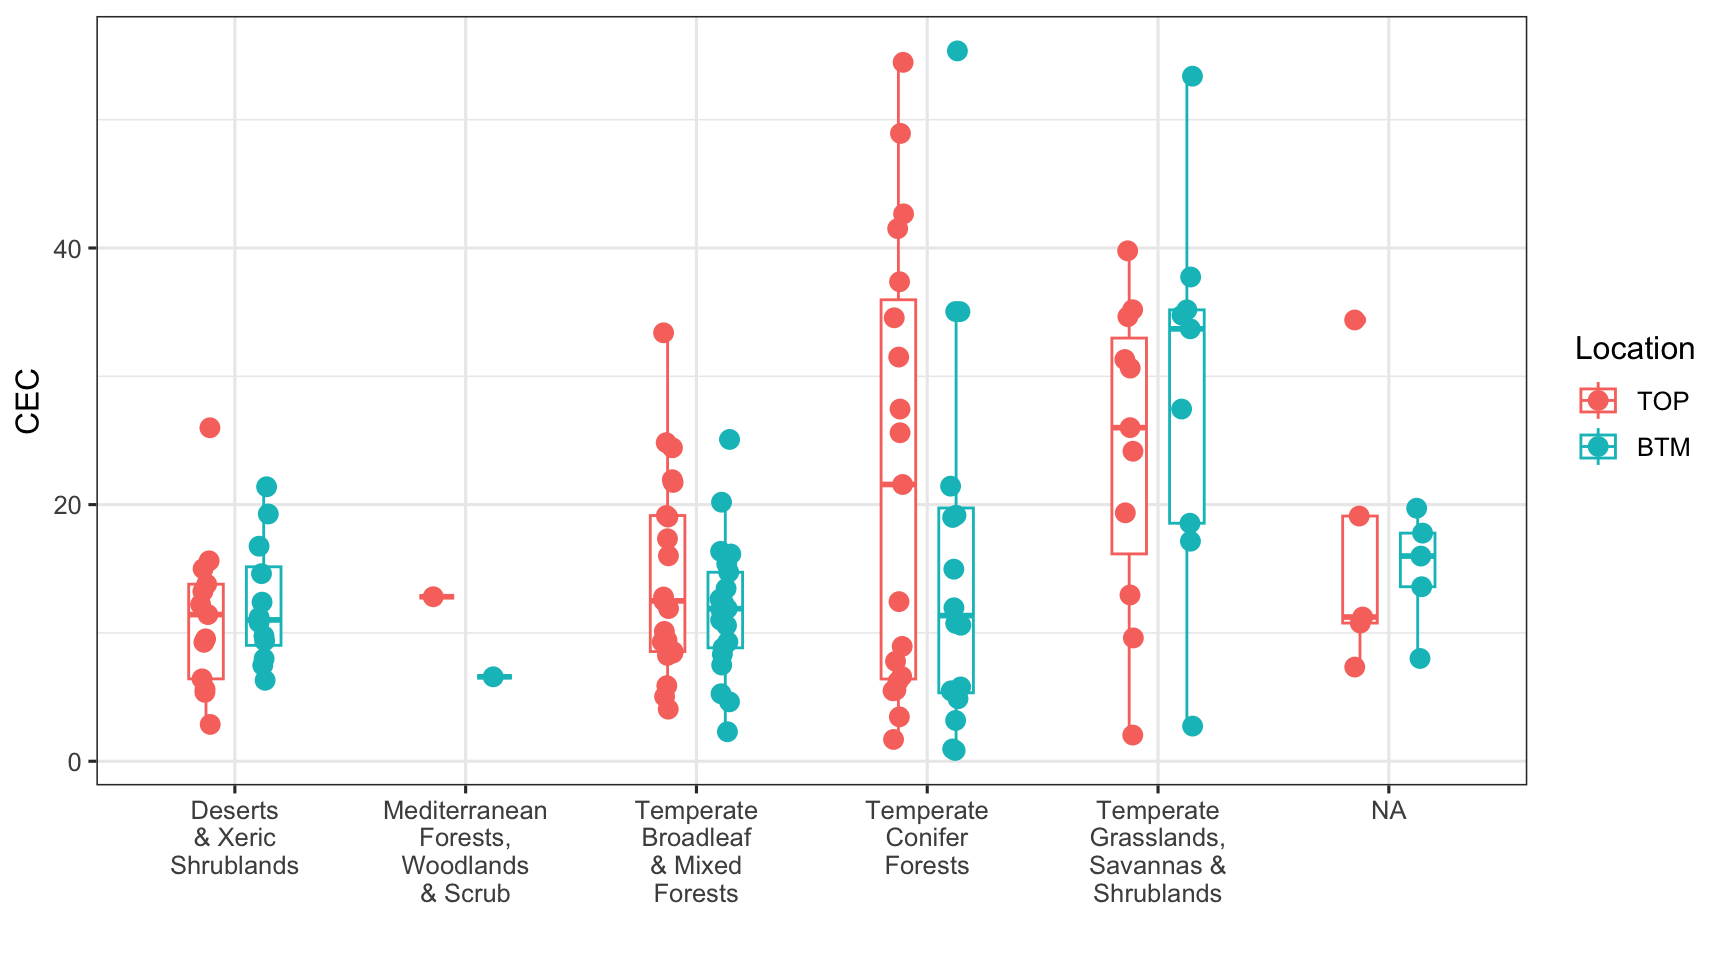 CEC
40
20
0
Deserts
& Xeric
Shrublands
Mediterranean
Forests,
Woodlands
& Scrub
Temperate
Broadleaf
& Mixed
Forests
Temperate
Conifer
Forests
Temperate
Grasslands,
Savannas &
Shrublands
NA
Location
TOP
BTM